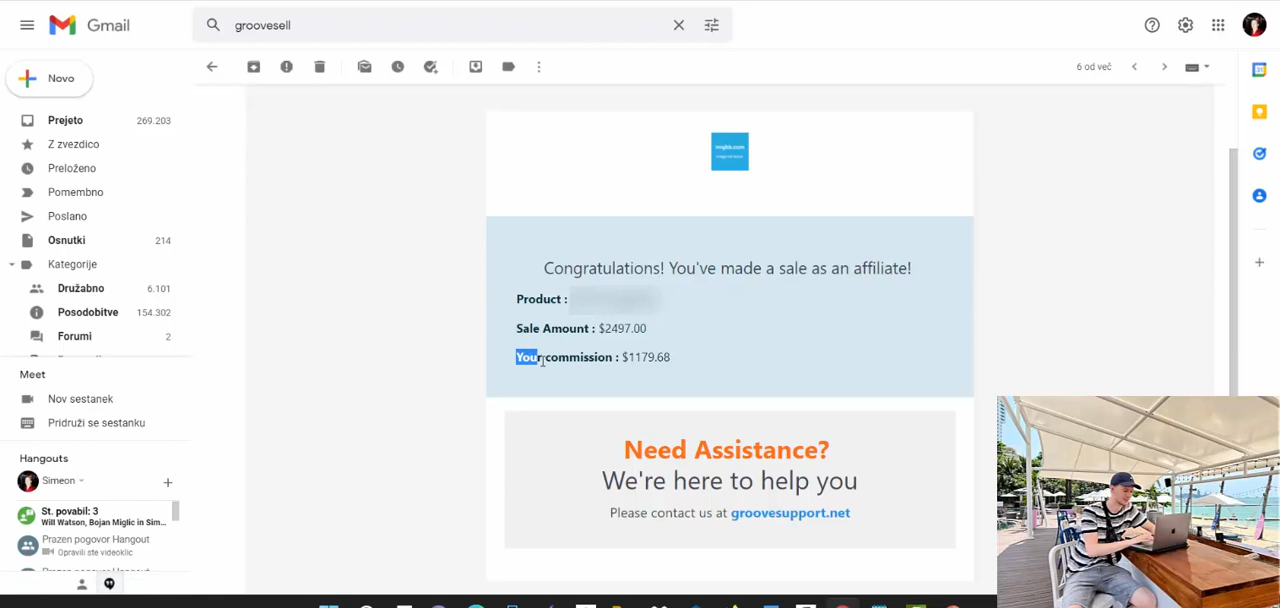 Gmail
groovesell
Novo
6 od več
Prejeto 269.203
Z zvezdico
Preloženo
Pomembno
Poslano
Osnutki 214
Kategorije
Družabno 6.101
Posodobitve 154.302
Forumi 2
Meet
Nov sestanek
Pridruži se sestanku
Hangouts
Simeon
St. povabil: 3
Will Watson, Bojan Miglic in Sim...
Prazen pogovor Hangout
Opravili ste videoklic
Congratulations! You've made a sale as an affiliate!
Product :
Sale Amount : $2497.00
Your commission : $1179.68
Need Assistance?
We're here to help you
Please contact us at groovesupport.net